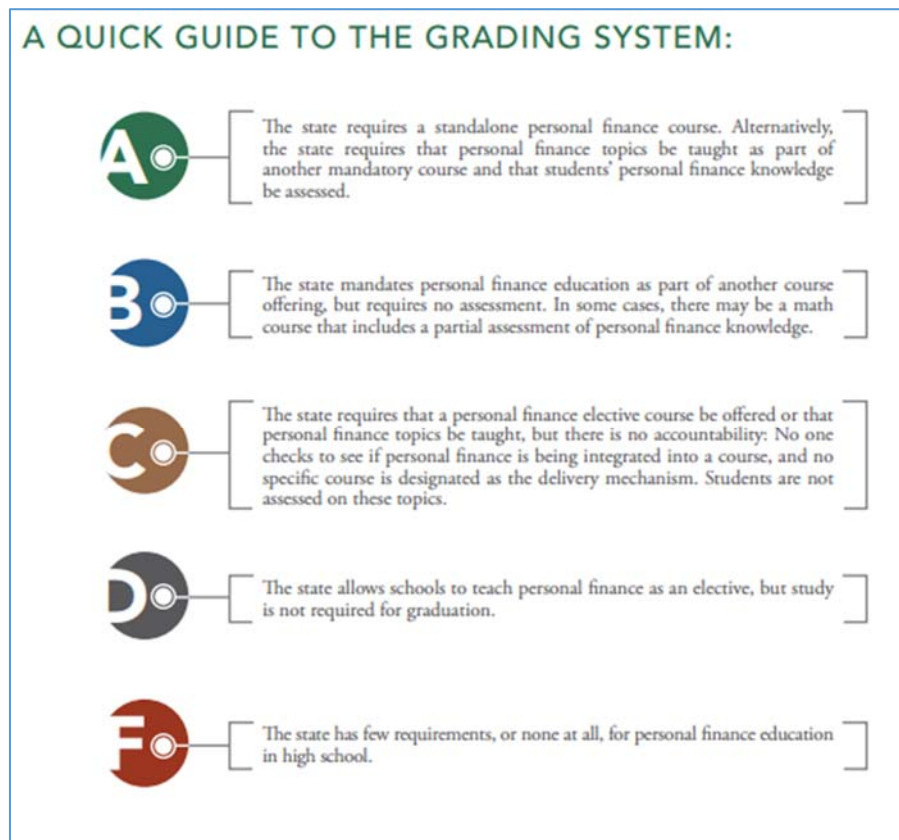 A QUICK GUIDE TO THE GRADING SYSTEM:
A
The state requires a standalone personal finance course. Alternatively,
the state requires that personal finance topics be taught as part of
another mandatory course and that students’ personal finance knowledge
be assessed.
B
The state mandates personal finance education as part of another course
offering, but requires no assessment. In some cases, there may be a math
course that includes a partial assessment of personal finance knowledge.
C
The state requires that a personal finance elective course be offered or that
personal finance topics be taught, but there is no accountability: No one
checks to see if personal finance is being integrated into a course, and no
specific course is designated as the delivery mechanism. Students are not
assessed on these topics.
D
The state allows schools to teach personal finance as an elective, but study
is not required for graduation.
F
The state has few requirements, or none at all, for personal finance education
in high school.